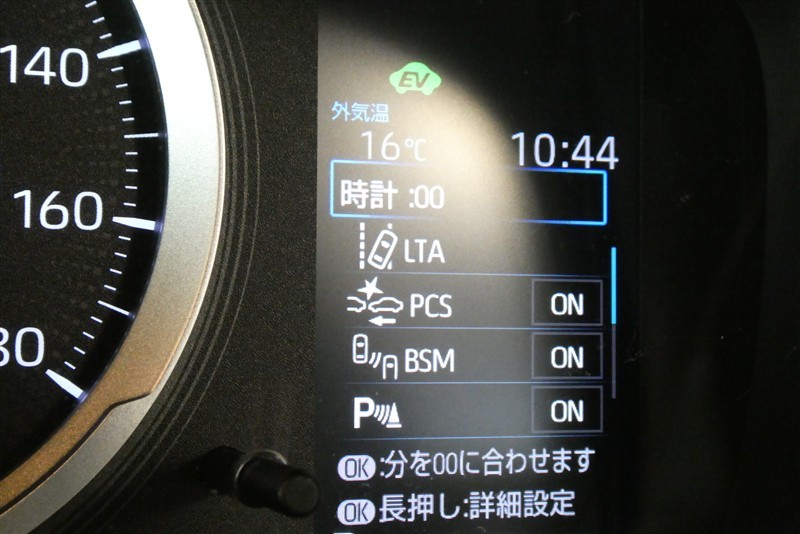 140
160
80
EV
外気温
16℃ 10:44
時計 :00
LTA
PCS ON
BSM ON
P ON
OK:分を00に合わせます
OK長押し:詳細設定